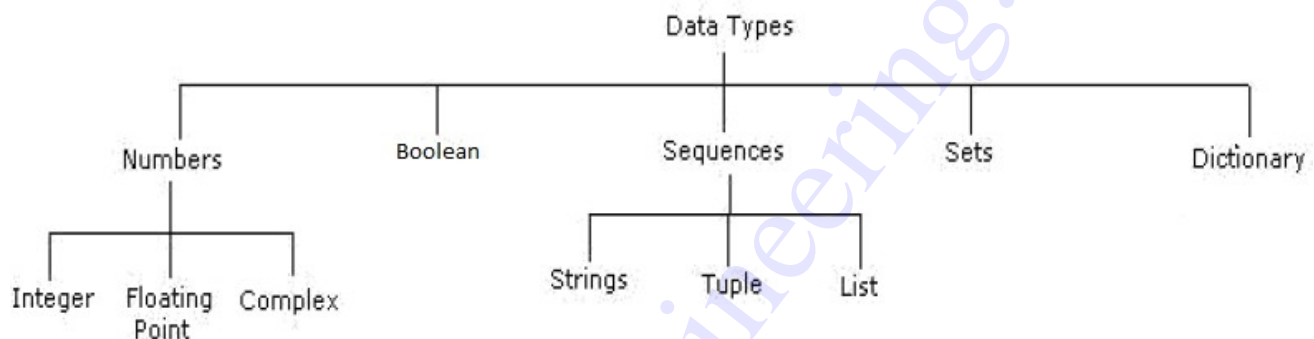 Data Types
Numbers Boolean Sequences Sets Dictionary
Integer Floating Point Complex Strings Tuple List